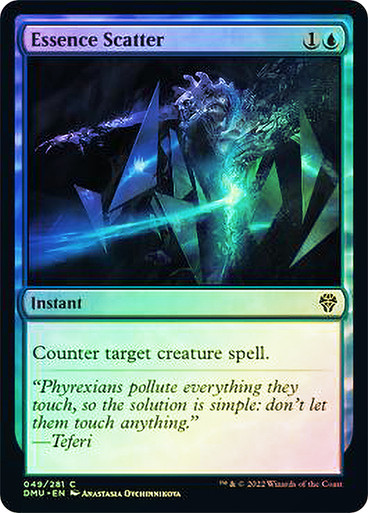 Essence Scatter 1
Instant
Counter target creature spell.
“Phyrexians pollute everything they
touch, so the solution is simple: don’t let
them touch anything.”
—Teferi
049/281 C
DMU • EN Anastasia Ovchinnikova
™ & © 2022 Wizards of the Coast